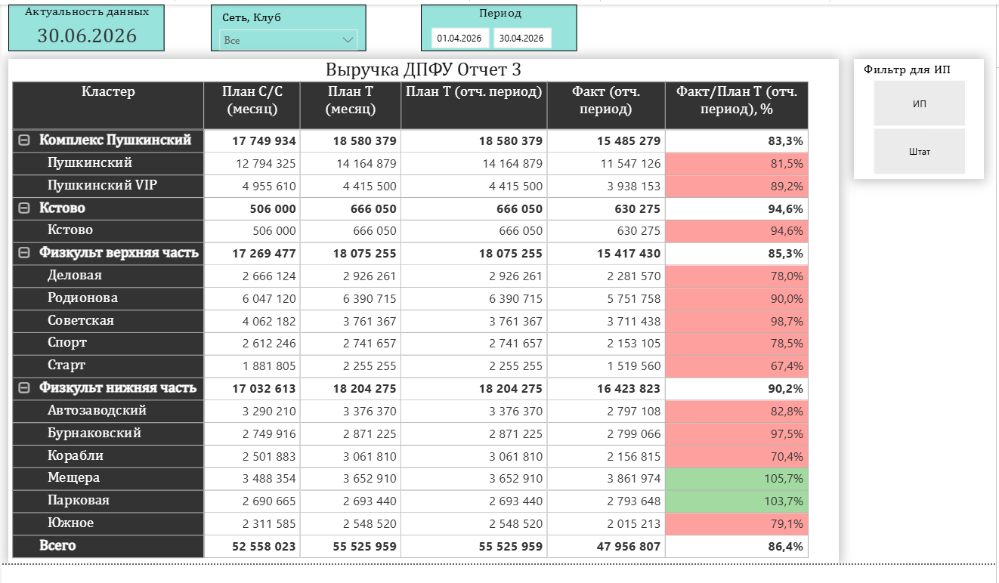 Актуальность данных
30.06.2026
Сеть, Клуб
Все
Период
01.04.2026 30.04.2026
Выручка ДПФУ Отчет 3
Кластер План С/С (месяц) План Т (месяц) План Т (отч. период) Факт (отч. период) Факт/План Т (отч. период), %
Комплекс Пушкинский 17 749 934 18 580 379 18 580 379 15 485 279 83,3%
Пушкинский 12 794 325 14 164 879 14 164 879 11 547 126 81,5%
Пушкинский VIP 4 955 610 4 415 500 4 415 500 3 938 153 89,2%
Кстово 506 000 666 050 666 050 630 275 94,6%
Кстово 506 000 666 050 666 050 630 275 94,6%
Физкульт верхняя часть 17 269 477 18 075 255 18 075 255 15 417 430 85,3%
Деловая 2 666 124 2 926 261 2 926 261 2 281 570 78,0%
Родионова 6 047 120 6 390 715 6 390 715 5 751 758 90,0%
Советская 4 062 182 3 761 367 3 761 367 3 711 438 98,7%
Спорт 2 612 246 2 741 657 2 741 657 2 153 105 78,5%
Старт 1 881 805 2 255 255 2 255 255 1 519 560 67,4%
Физкульт нижняя часть 17 032 613 18 204 275 18 204 275 16 423 823 90,2%
Автозаводский 3 290 210 3 376 370 3 376 370 2 797 108 82,8%
Бурнаковский 2 749 916 2 871 225 2 871 225 2 799 066 97,5%
Корабли 2 501 883 3 061 810 3 061 810 2 156 815 70,4%
Мещера 3 488 354 3 652 910 3 652 910 3 861 974 105,7%
Парковая 2 690 665 2 693 440 2 693 440 2 793 648 103,7%
Южное 2 311 585 2 548 520 2 548 520 2 015 213 79,1%
Всего 52 558 023 55 525 959 55 525 959 47 956 807 86,4%
Фильтр для ИП
ИП
Штат